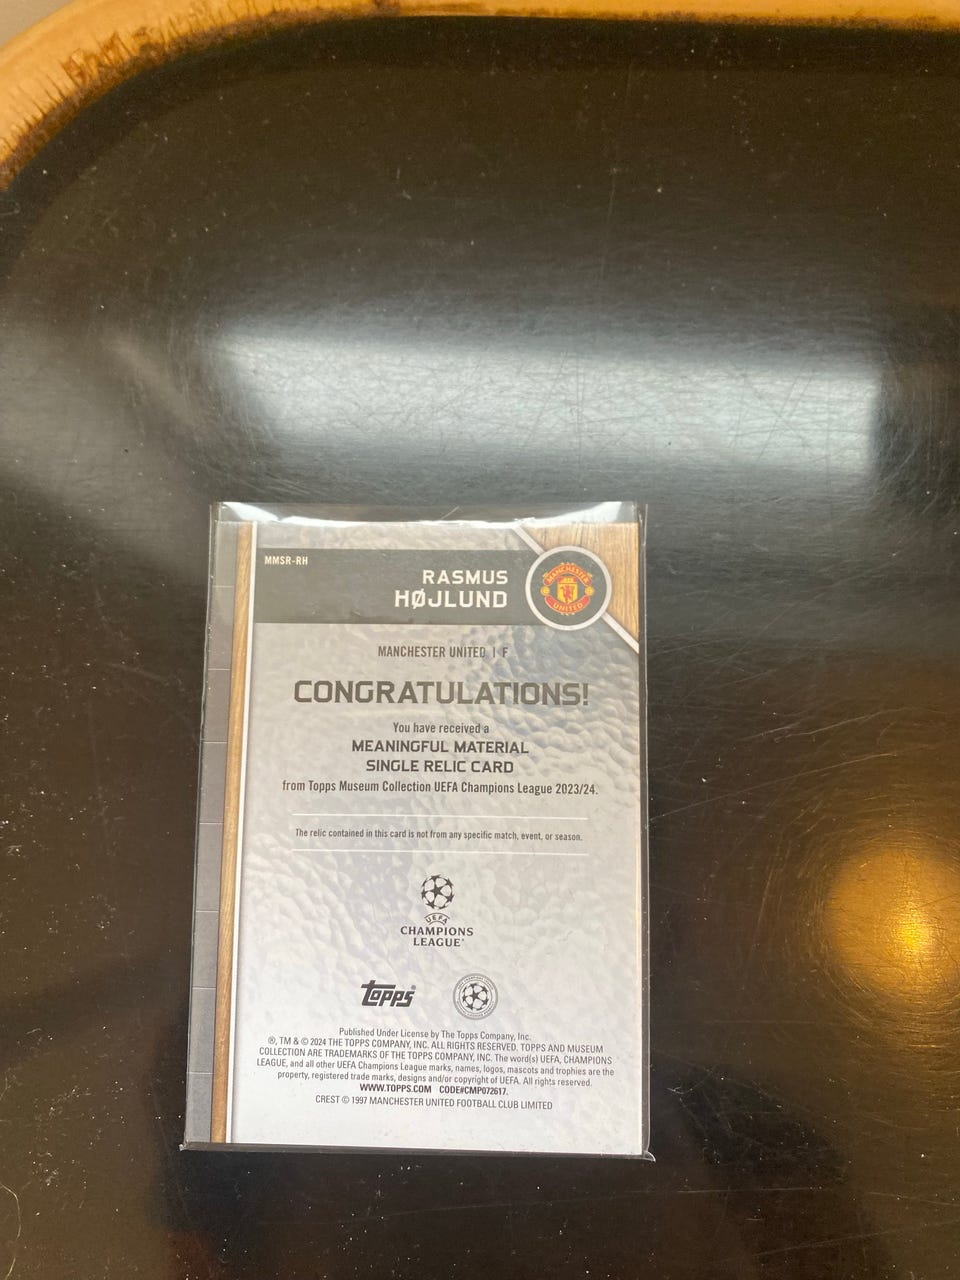 MMSR-RH
RASMUS
HØJLUND
MANCHESTER
UNITED
MANCHESTER UNITED | F
CONGRATULATIONS!
You have received a
MEANINGFUL MATERIAL
SINGLE RELIC CARD
from Topps Museum Collection UEFA Champions League 2023/24.
The relic contained in this card is not from any specific match, event, or season.
UEFA
CHAMPIONS
LEAGUE®
Topps®
Published Under License by The Topps Company, Inc.
®, TM & © 2024 THE TOPPS COMPANY, INC. ALL RIGHTS RESERVED. TOPPS AND MUSEUM
COLLECTION ARE TRADEMARKS OF THE TOPPS COMPANY, INC. The word(s) UEFA, CHAMPIONS
LEAGUE, and all other UEFA Champions League marks, names, logos, mascots and trophies are the
property, registered trade marks, designs and/or copyright of UEFA. All rights reserved.
WWW.TOPPS.COM CODE#CMP072617.
CREST © 1997 MANCHESTER UNITED FOOTBALL CLUB LIMITED